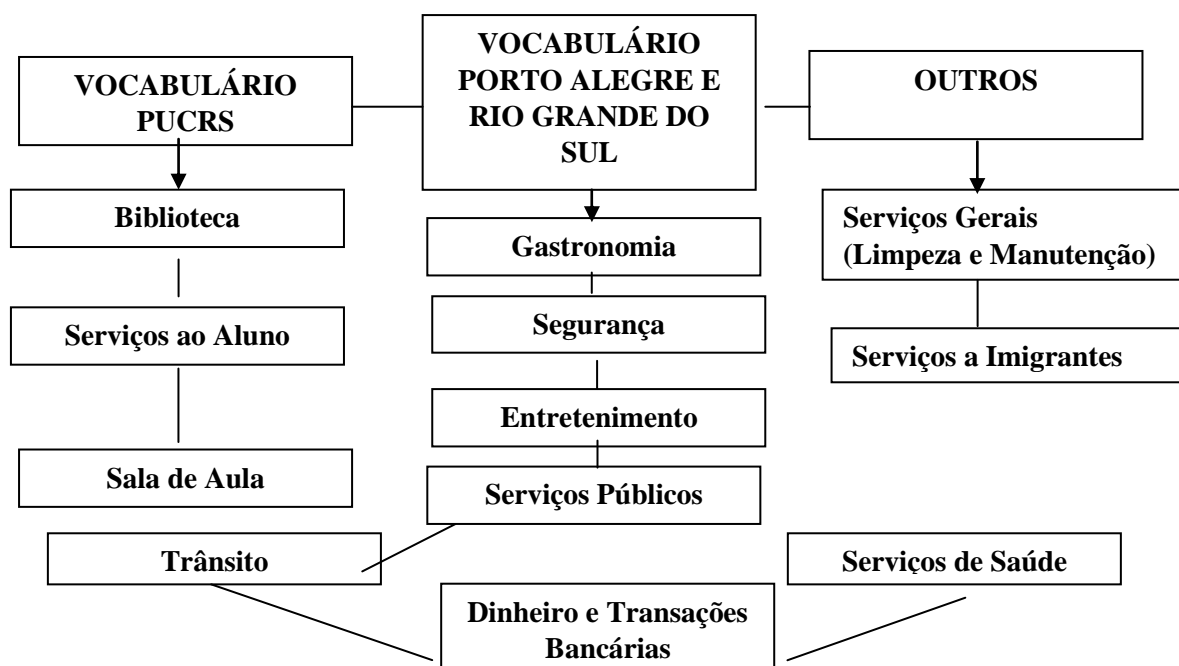 VOCABULÁRIO
PUCRS
VOCABULÁRIO
PORTO ALEGRE E
RIO GRANDE DO
SUL
OUTROS
Biblioteca
Serviços ao Aluno
Sala de Aula
Gastronomia
Segurança
Entretenimento
Serviços Públicos
Serviços Gerais
(Limpeza e Manutenção)
Serviços a Imigrantes
Trânsito
Dinheiro e Transações
Bancárias
Serviços de Saúde